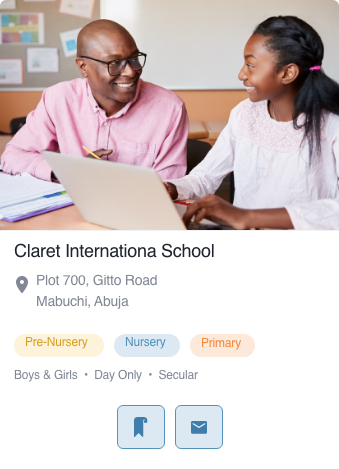 Claret Internationa School
Plot 700, Gitto Road
Mabuchi, Abuja
Pre-Nursery Nursery Primary
Boys & Girls • Day Only • Secular